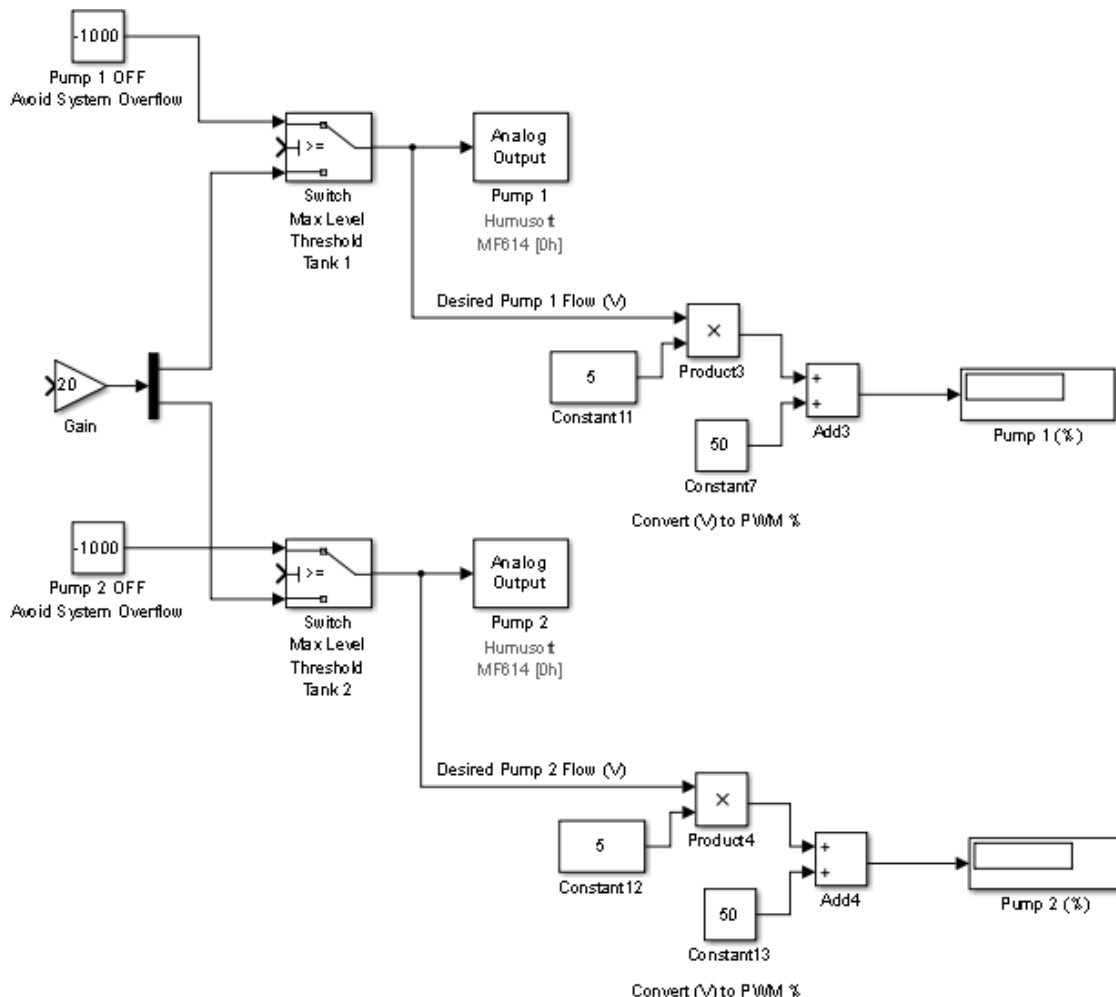 -1000
Pump 1 OFF
Avoid System Overflow
>=
Switch
Max Level
Threshold
Tank 1
Analog
Output
Pump 1
Humusoft
MF614 [0h]
Desired Pump 1 Flow (V)
×
Product3
5
Constant11
+
+
Add3
50
Constant7
Pump 1 (%)
Convert (V) to PWM %
20
Gain
-1000
Pump 2 OFF
Avoid System Overflow
>=
Switch
Max Level
Threshold
Tank 2
Analog
Output
Pump 2
Humusoft
MF614 [0h]
Desired Pump 2 Flow (V)
×
Product4
5
Constant12
+
+
Add4
50
Constant13
Pump 2 (%)
Convert (V) to PWM %